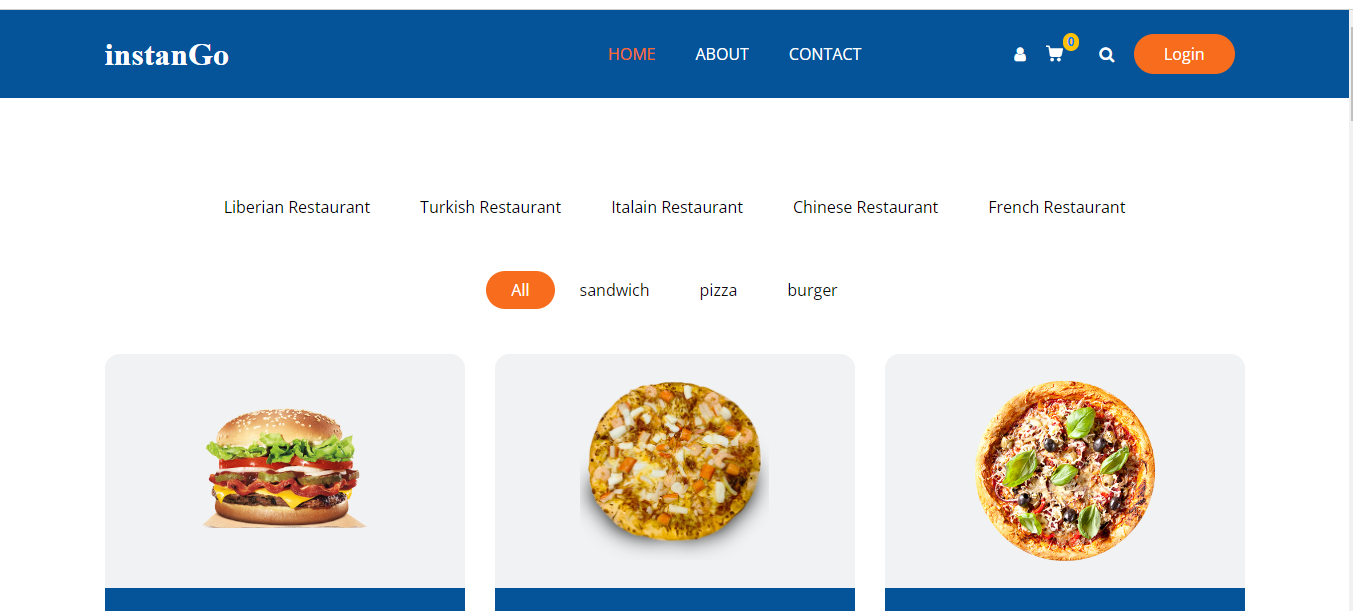 instanGo HOME ABOUT CONTACT 0 Login
Liberian Restaurant Turkish Restaurant Italain Restaurant Chinese Restaurant French Restaurant
All sandwich pizza burger